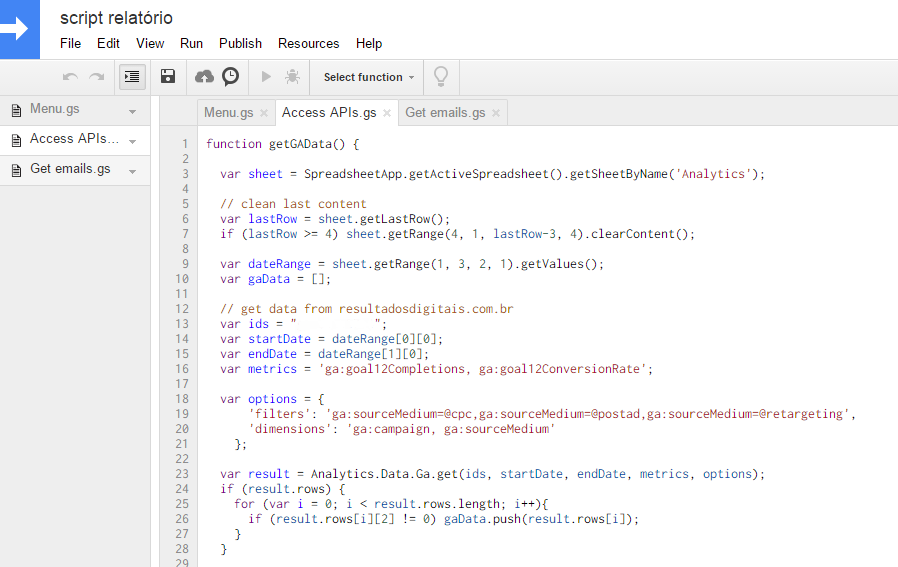 script relatório
File Edit View Run Publish Resources Help
Select function
Menu.gs
Access APIs...
Get emails.gs
Menu.gs × Access APIs.gs × Get emails.gs ×
1 function getGAData() {
2
3 var sheet = SpreadsheetApp.getActiveSpreadsheet().getSheetByName('Analytics');
4
5 // clean last content
6 var lastRow = sheet.getLastRow();
7 if (lastRow >= 4) sheet.getRange(4, 1, lastRow-3, 4).clearContent();
8
9 var dateRange = sheet.getRange(1, 3, 2, 1).getValues();
10 var gaData = [];
11
12 // get data from resultadosdigitais.com.br
13 var ids = " ";
14 var startDate = dateRange[0][0];
15 var endDate = dateRange[1][0];
16 var metrics = 'ga:goal12Completions, ga:goal12ConversionRate';
17
18 var options = {
19 'filters': 'ga:sourceMedium=@cpc,ga:sourceMedium=@postad,ga:sourceMedium=@retargeting',
20 'dimensions': 'ga:campaign, ga:sourceMedium'
21 };
22
23 var result = Analytics.Data.Ga.get(ids, startDate, endDate, metrics, options);
24 if (result.rows) {
25 for (var i = 0; i < result.rows.length; i++){
26 if (result.rows[i][2] != 0) gaData.push(result.rows[i]);
27 }
28 }
29